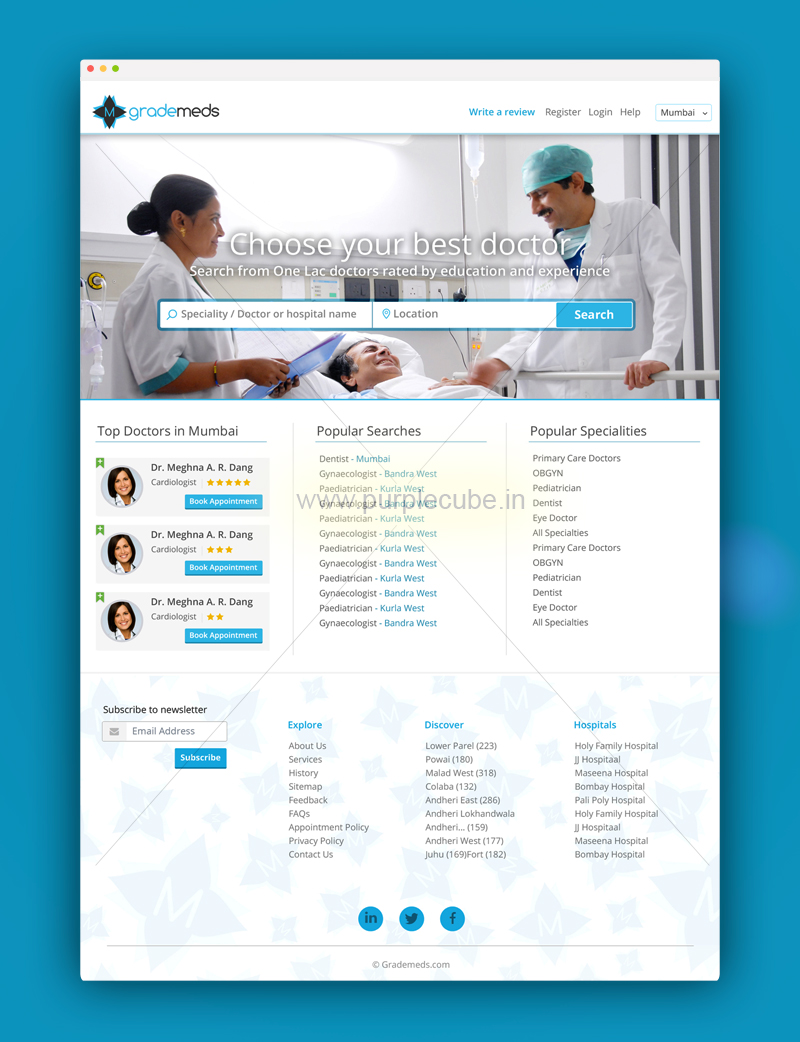 M grademeds
Write a review Register Login Help Mumbai
Choose your best doctor
Search from One Lac doctors rated by education and experience
Speciality / Doctor or hospital name Location Search
Top Doctors in Mumbai
Dr. Meghna A. R. Dang
Cardiologist
Book Appointment
Dr. Meghna A. R. Dang
Cardiologist
Book Appointment
Dr. Meghna A. R. Dang
Cardiologist
Book Appointment
Popular Searches
Dentist - Mumbai
Gynaecologist - Bandra West
Paediatrician - Kurla West
Gynaecologist - Bandra West
Paediatrician - Kurla West
Gynaecologist - Bandra West
Paediatrician - Kurla West
Gynaecologist - Bandra West
Paediatrician - Kurla West
Gynaecologist - Bandra West
Paediatrician - Kurla West
Gynaecologist - Bandra West
www.purplecube.in
Popular Specialities
Primary Care Doctors
OBGYN
Pediatrician
Dentist
Eye Doctor
All Specialties
Primary Care Doctors
OBGYN
Pediatrician
Dentist
Eye Doctor
All Specialties
Subscribe to newsletter
Email Address
Subscribe
Explore
About Us
Services
History
Sitemap
Feedback
FAQs
Appointment Policy
Privacy Policy
Contact Us
Discover
Lower Parel (223)
Powai (180)
Malad West (318)
Colaba (132)
Andheri East (286)
Andheri Lokhandwala
Andheri... (159)
Andheri West (177)
Juhu (169)Fort (182)
Hospitals
Holy Family Hospital
JJ Hospitaal
Maseena Hospital
Bombay Hospital
Pali Poly Hospital
Holy Family Hospital
JJ Hospitaal
Maseena Hospital
Bombay Hospital
in f
© Grademeds.com